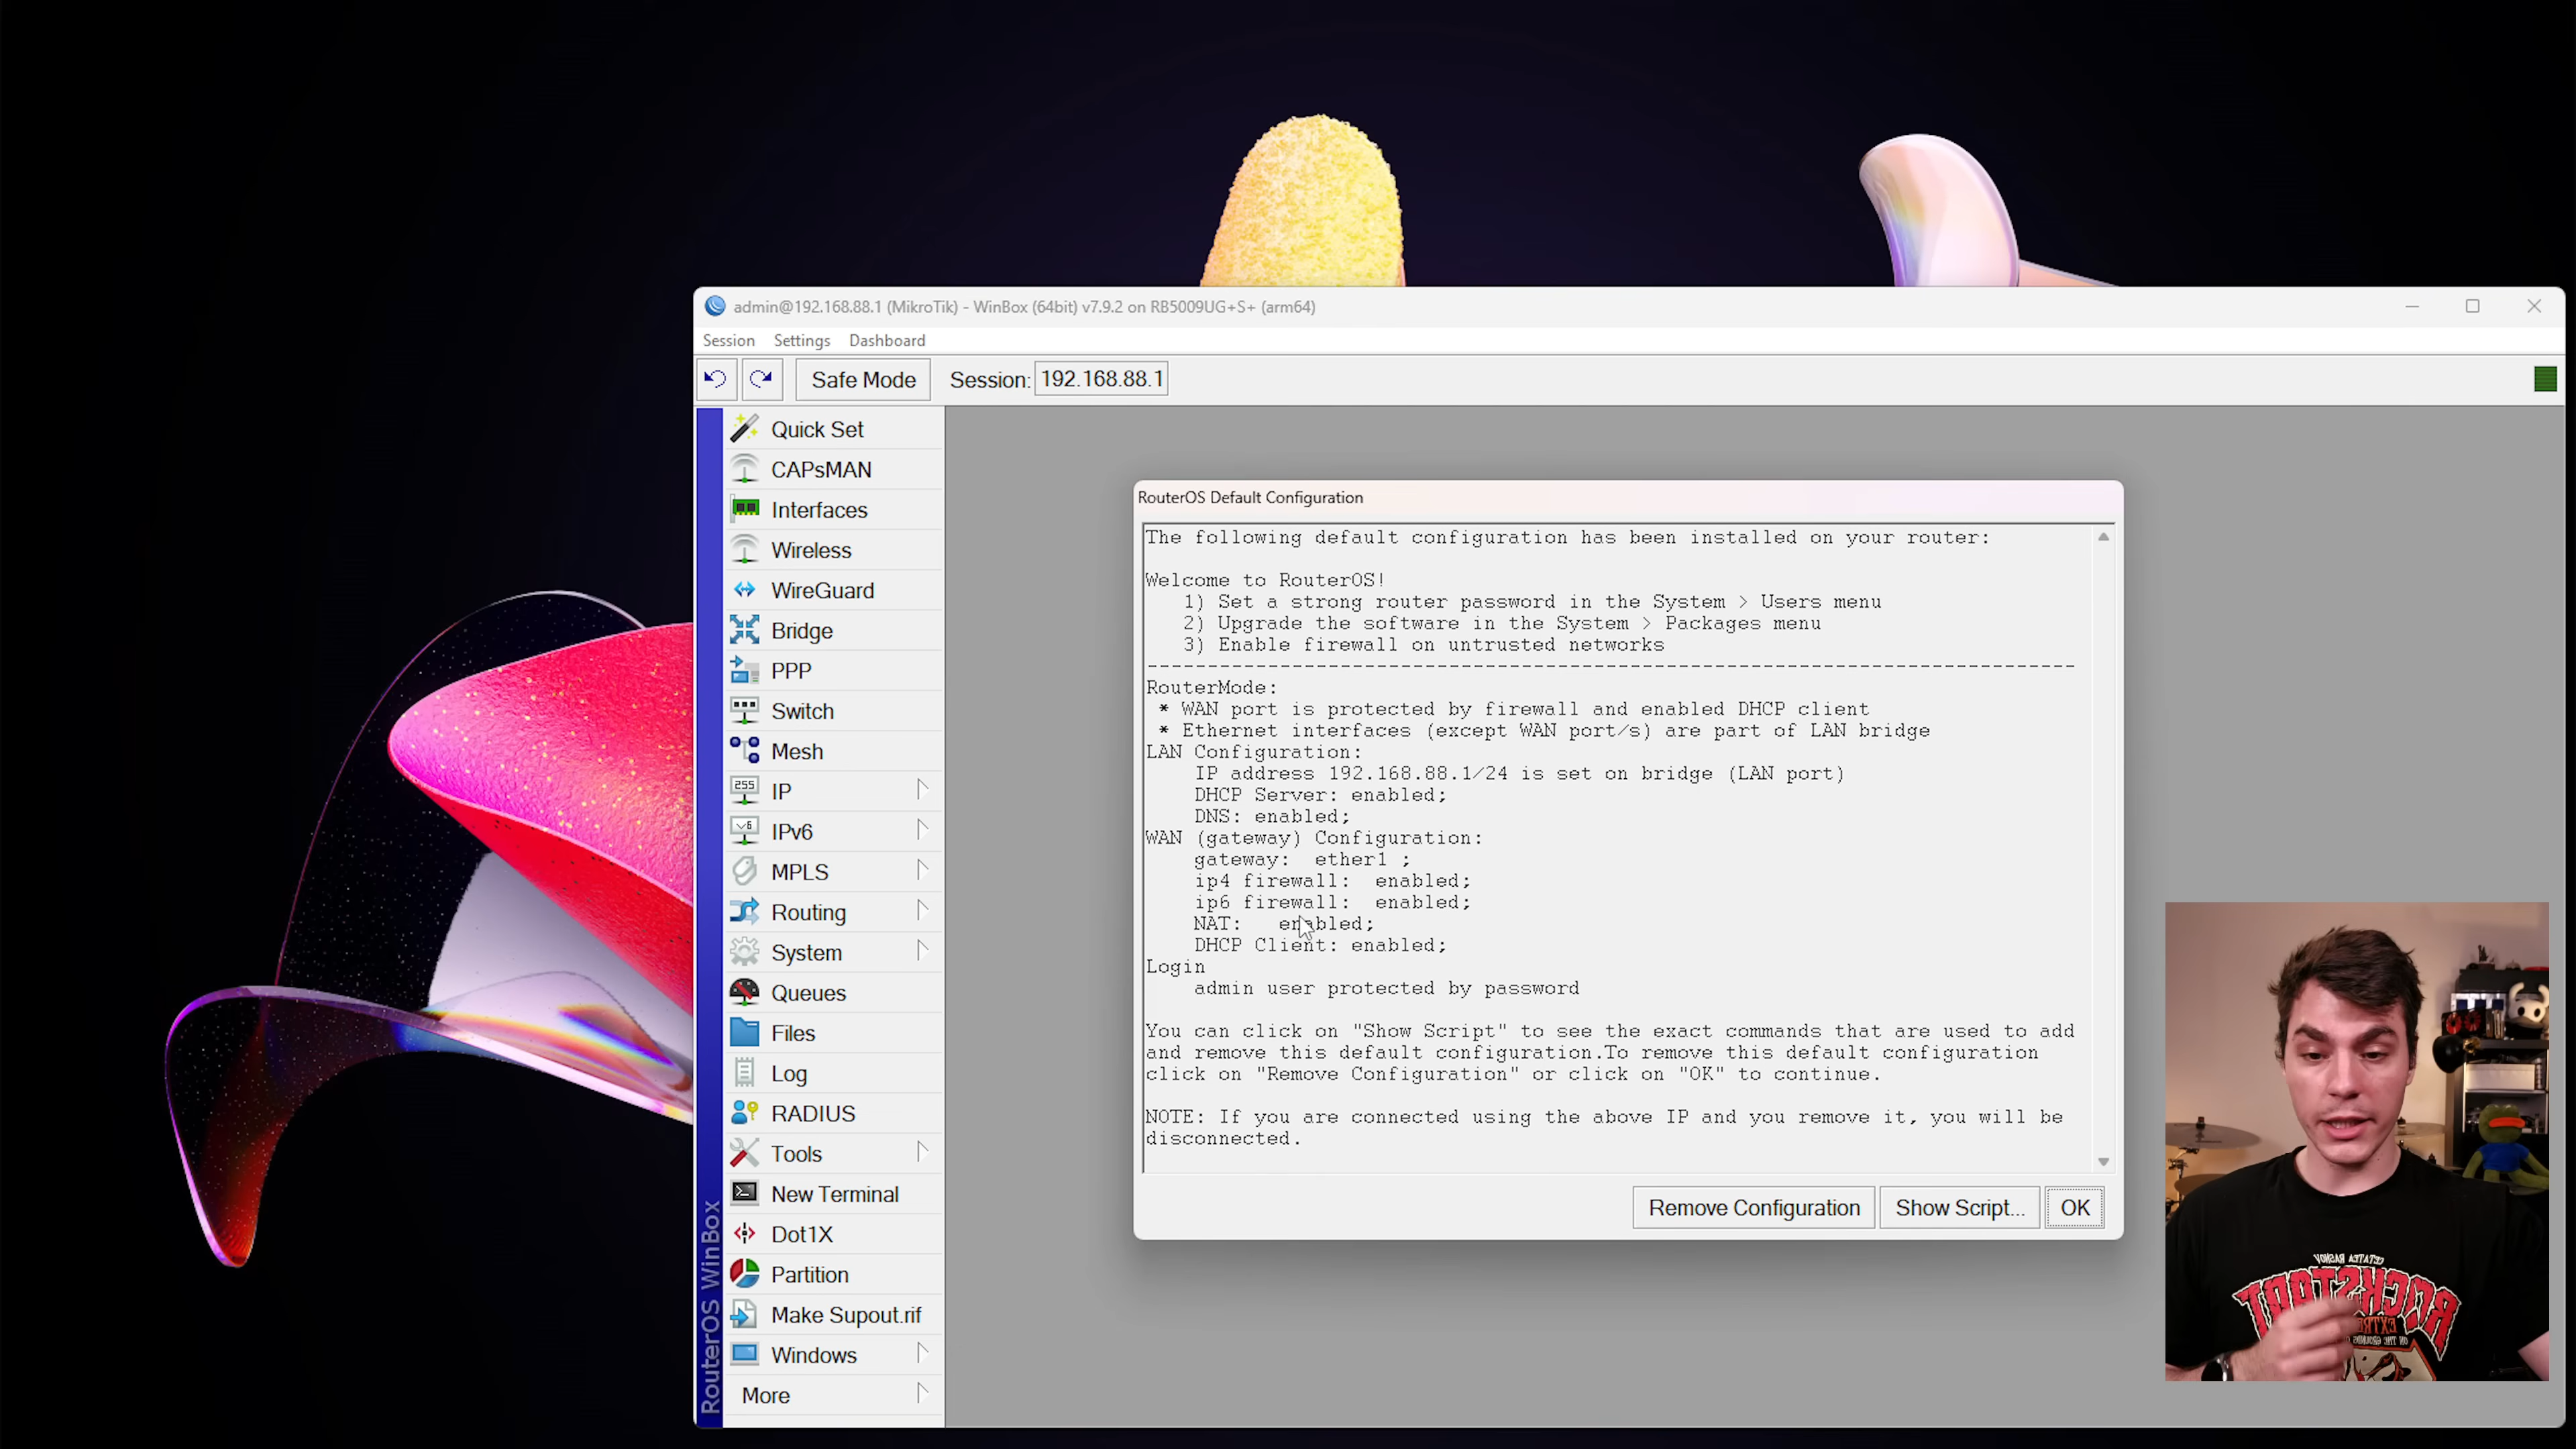 admin@192.168.88.1 (MikroTik) - WinBox (64bit) v7.9.2 on RB5009UG+S+ (arm64)
Session Settings Dashboard
Safe Mode Session: 192.168.88.1
Quick Set
CAPsMAN
Interfaces
Wireless
WireGuard
Bridge
PPP
Switch
Mesh
255
IP
v6
IPv6
MPLS
Routing
System
Queues
Files
Log
RADIUS
Tools
New Terminal
Dot1X
Partition
Make Supout.rif
Windows
More
RouterOS WinBox
RouterOS Default Configuration
The following default configuration has been installed on your router:
Welcome to RouterOS!
1) Set a strong router password in the System > Users menu
2) Upgrade the software in the System > Packages menu
3) Enable firewall on untrusted networks
--------------------------------------------------------------------------------
RouterMode:
* WAN port is protected by firewall and enabled DHCP client
* Ethernet interfaces (except WAN port/s) are part of LAN bridge
LAN Configuration:
IP address 192.168.88.1/24 is set on bridge (LAN port)
DHCP Server: enabled;
DNS: enabled;
WAN (gateway) Configuration:
gateway: ether1 ;
ip4 firewall: enabled;
ip6 firewall: enabled;
NAT: enabled;
DHCP Client: enabled;
Login
admin user protected by password
You can click on "Show Script" to see the exact commands that are used to add
and remove this default configuration.To remove this default configuration
click on "Remove Configuration" or click on "OK" to continue.
NOTE: If you are connected using the above IP and you remove it, you will be
disconnected.
Remove Configuration Show Script... OK
CETATEA RASNOV
ROCKSTADT